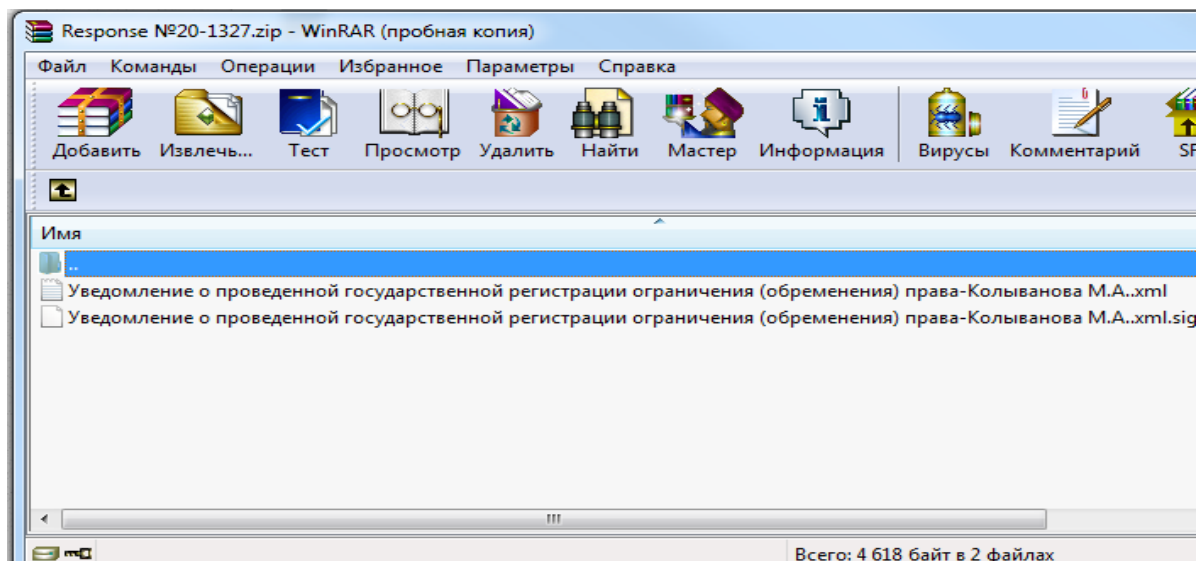 Response №20-1327.zip - WinRAR (пробная копия)
Файл Команды Операции Избранное Параметры Справка
Добавить Извлечь... Тест Просмотр Удалить Найти Мастер Информация Вирусы Комментарий SF
Имя
..
Уведомление о проведенной государственной регистрации ограничения (обременения) права-Колыванова М.А..xml
Уведомление о проведенной государственной регистрации ограничения (обременения) права-Колыванова М.А..xml.sig
Всего: 4 618 байт в 2 файлах